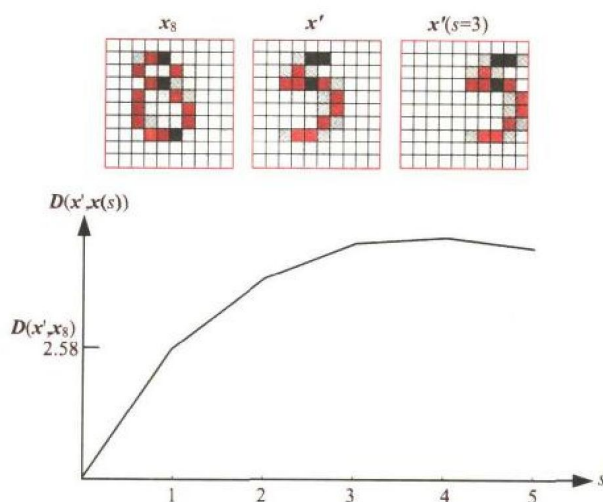 x₈ x' x'(s=3)
D(x',x(s))
D(x',x₈)
2.58
1 2 3 4 5 s